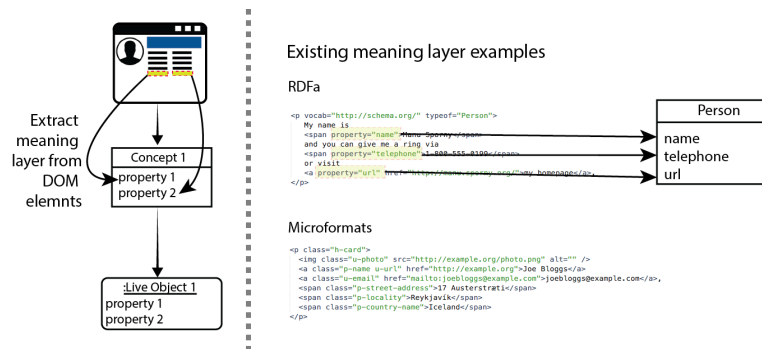 Extract
meaning
layer from
DOM
elemnts
Concept 1
property 1
property 2
:Live Object 1
property 1
property 2
Existing meaning layer examples
RDFa
<p vocab="http://schema.org/" typeof="Person">
My name is
<span property="name">Manu Sporny</span>
and you can give me a ring via
<span property="telephone">1-800-555-0199</span>
or visit
<a property="url" href="http://manu.sporny.org/">my homepage</a>,
</p>
Person
name
telephone
url
Microformats
<p class="h-card">
<img class="u-photo" src="http://example.org/photo.png" alt="" />
<a class="p-name u-url" href="http://example.org">Joe Bloggs</a>
<a class="u-email" href="mailto:joebloggs@example.com">joebloggs@example.com</a>,
<span class="p-street-address">17 Austerstræti</span>
<span class="p-locality">Reykjavík</span>
<span class="p-country-name">Iceland</span>
</p>